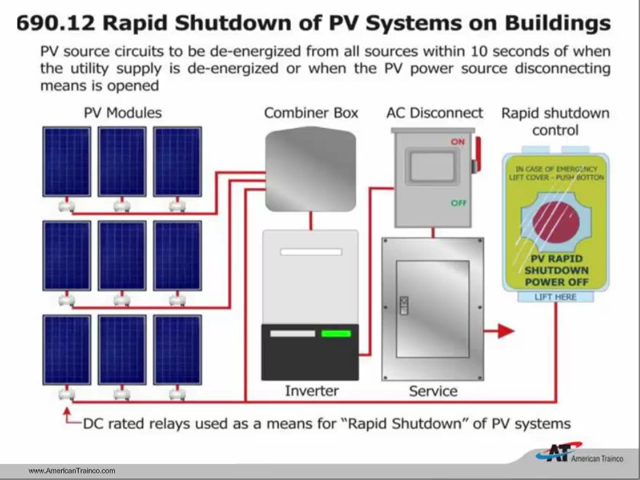 690.12 Rapid Shutdown of PV Systems on Buildings
PV source circuits to be de-energized from all sources within 10 seconds of when
the utility supply is de-energized or when the PV power source disconnecting
means is opened
PV Modules
Combiner Box
AC Disconnect
Rapid shutdown
control
ON
OFF
IN CASE OF EMERGENCY
LIFT COVER - PUSH BUTTON
PV RAPID
SHUTDOWN
POWER OFF
LIFT HERE
Inverter
Service
DC rated relays used as a means for “Rapid Shutdown” of PV systems
AT American Trainco
www.AmericanTrainco.com